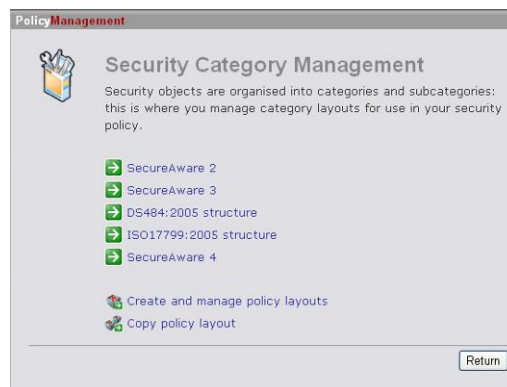 PolicyManagement
Security Category Management
Security objects are organised into categories and subcategories:
this is where you manage category layouts for use in your security
policy.
SecureAware 2
SecureAware 3
DS484:2005 structure
ISO17799:2005 structure
SecureAware 4
Create and manage policy layouts
Copy policy layout
Return